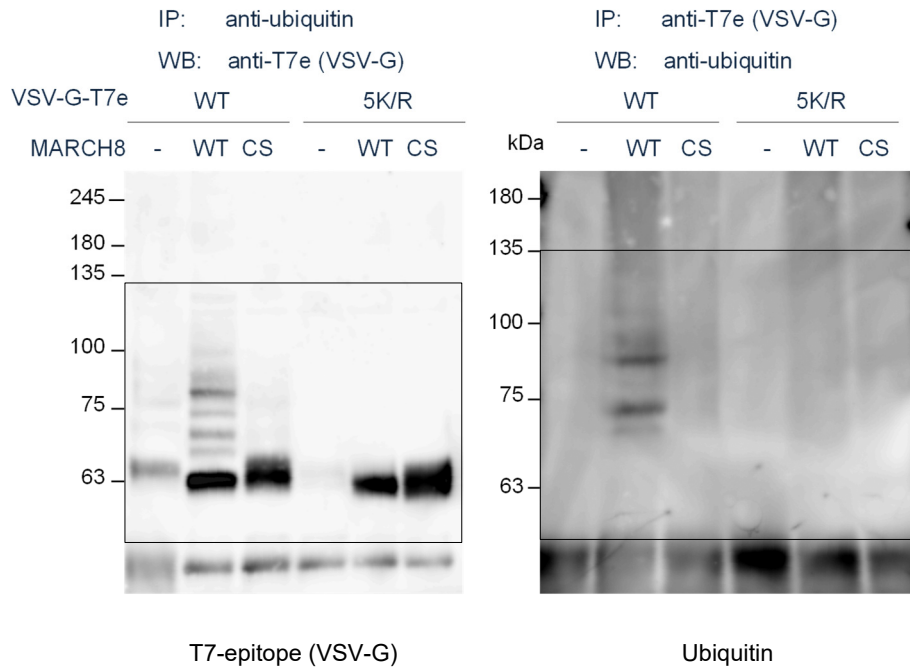 IP: anti-ubiquitin
WB: anti-T7e (VSV-G)
VSV-G-T7e WT 5K/R
MARCH8 - WT CS - WT CS
245
180
135
100
75
63
T7-epitope (VSV-G)
IP: anti-T7e (VSV-G)
WB: anti-ubiquitin
WT 5K/R
kDa - WT CS - WT CS
180
135
100
75
63
Ubiquitin